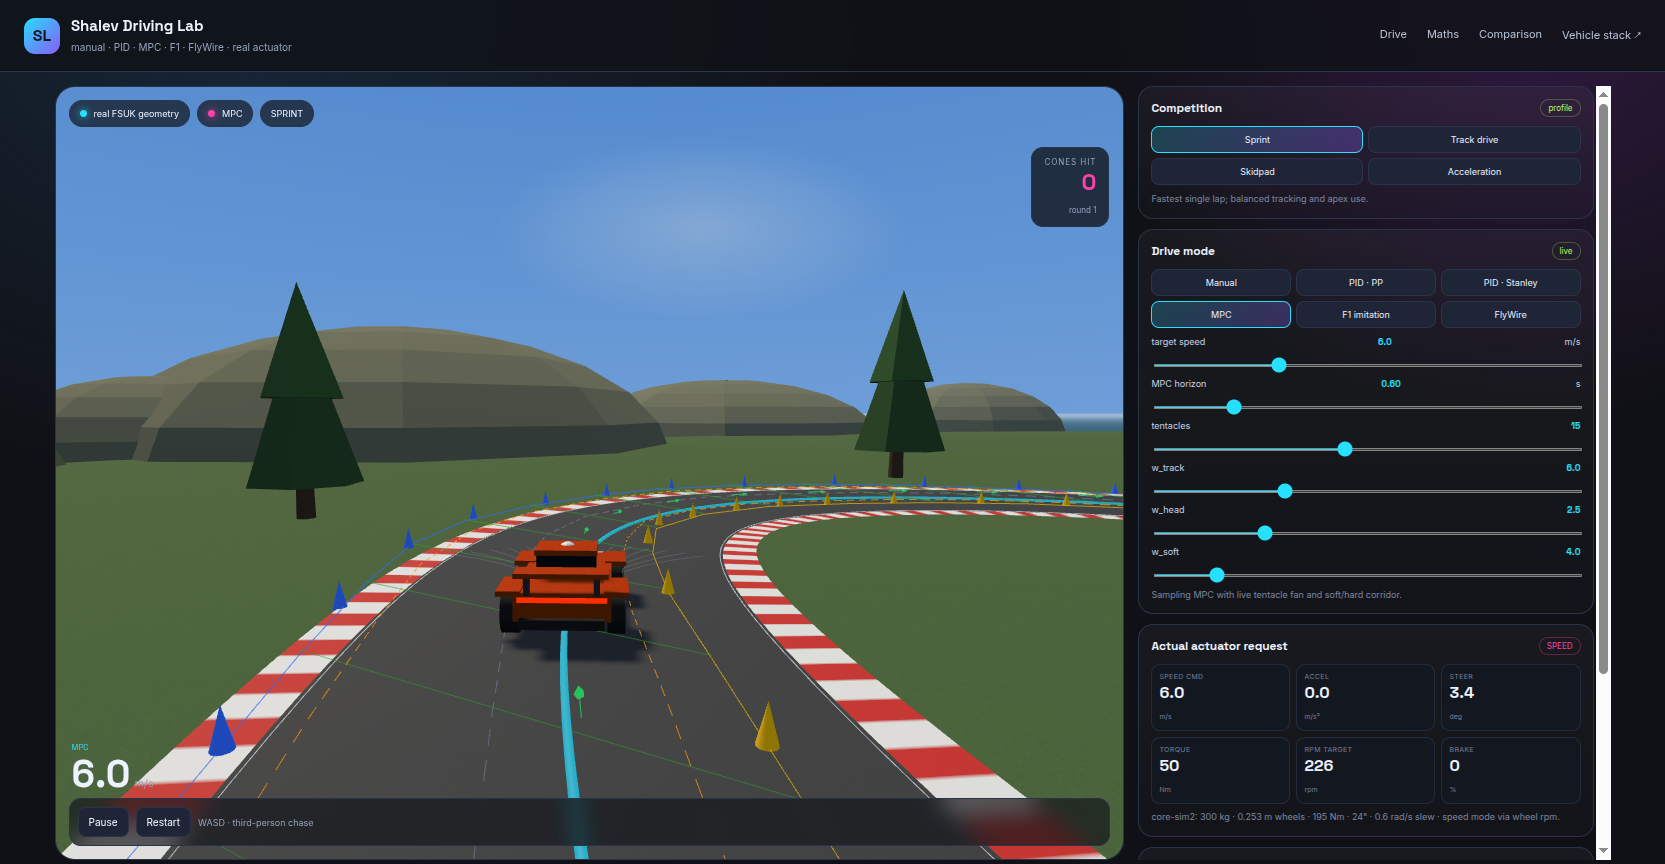 SL
Shalev Driving Lab
manual · PID · MPC · F1 · FlyWire · real actuator
Drive
Maths
Comparison
Vehicle stack ↗
real FSUK geometry
MPC
SPRINT
CONES HIT
0
round 1
MPC
6.0 m/s
Pause
Restart
WASD · third-person chase
Competition
profile
Sprint
Track drive
Skidpad
Acceleration
Fastest single lap; balanced tracking and apex use.
Drive mode
live
Manual
PID · PP
PID · Stanley
MPC
F1 imitation
FlyWire
target speed 6.0 m/s
MPC horizon 0.60 s
tentacles 15
w_track 6.0
w_head 2.5
w_soft 4.0
Sampling MPC with live tentacle fan and soft/hard corridor.
Actual actuator request
SPEED
SPEED CMD
6.0
m/s
ACCEL
0.0
m/s²
STEER
3.4
deg
TORQUE
50
Nm
RPM TARGET
226
rpm
BRAKE
0
%
core-sim2: 300 kg · 0.253 m wheels · 195 Nm · 24° · 0.6 rad/s slew · speed mode via wheel rpm.